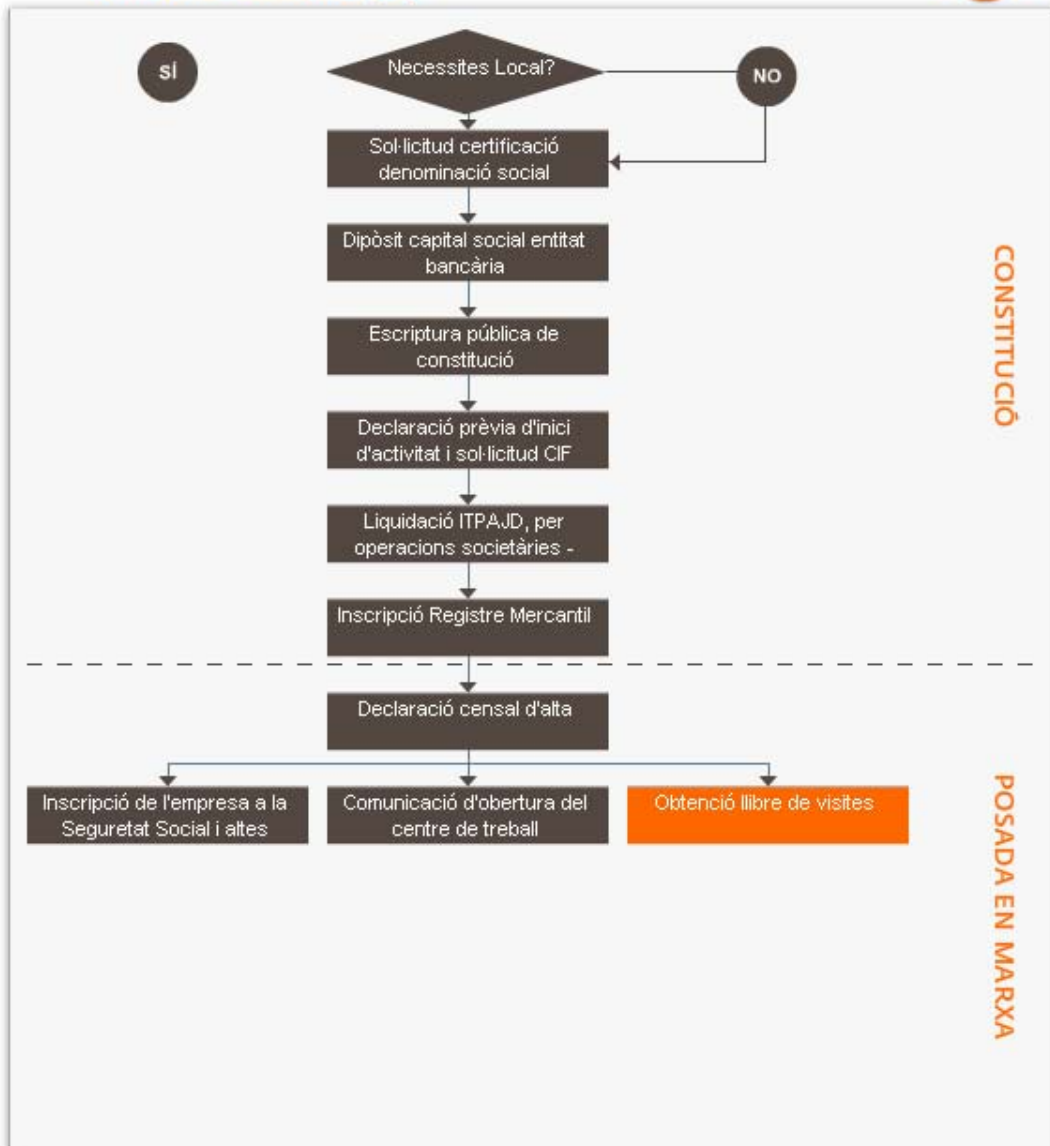 SÍ
Necessites Local?
NO
Sol·licitud certificació
denominació social
Dipòsit capital social entitat
bancària
Escriptura pública de
constitució
Declaració prèvia d'inici
d'activitat i sol·licitud CIF
Liquidació ITPAJD, per
operacions societàries -
Inscripció Registre Mercantil
CONSTITUCIÓ
Declaració censal d'alta
Inscripció de l'empresa a la
Seguretat Social i altes
Comunicació d'obertura del
centre de treball
Obtenció llibre de visites
POSADA EN MARXA